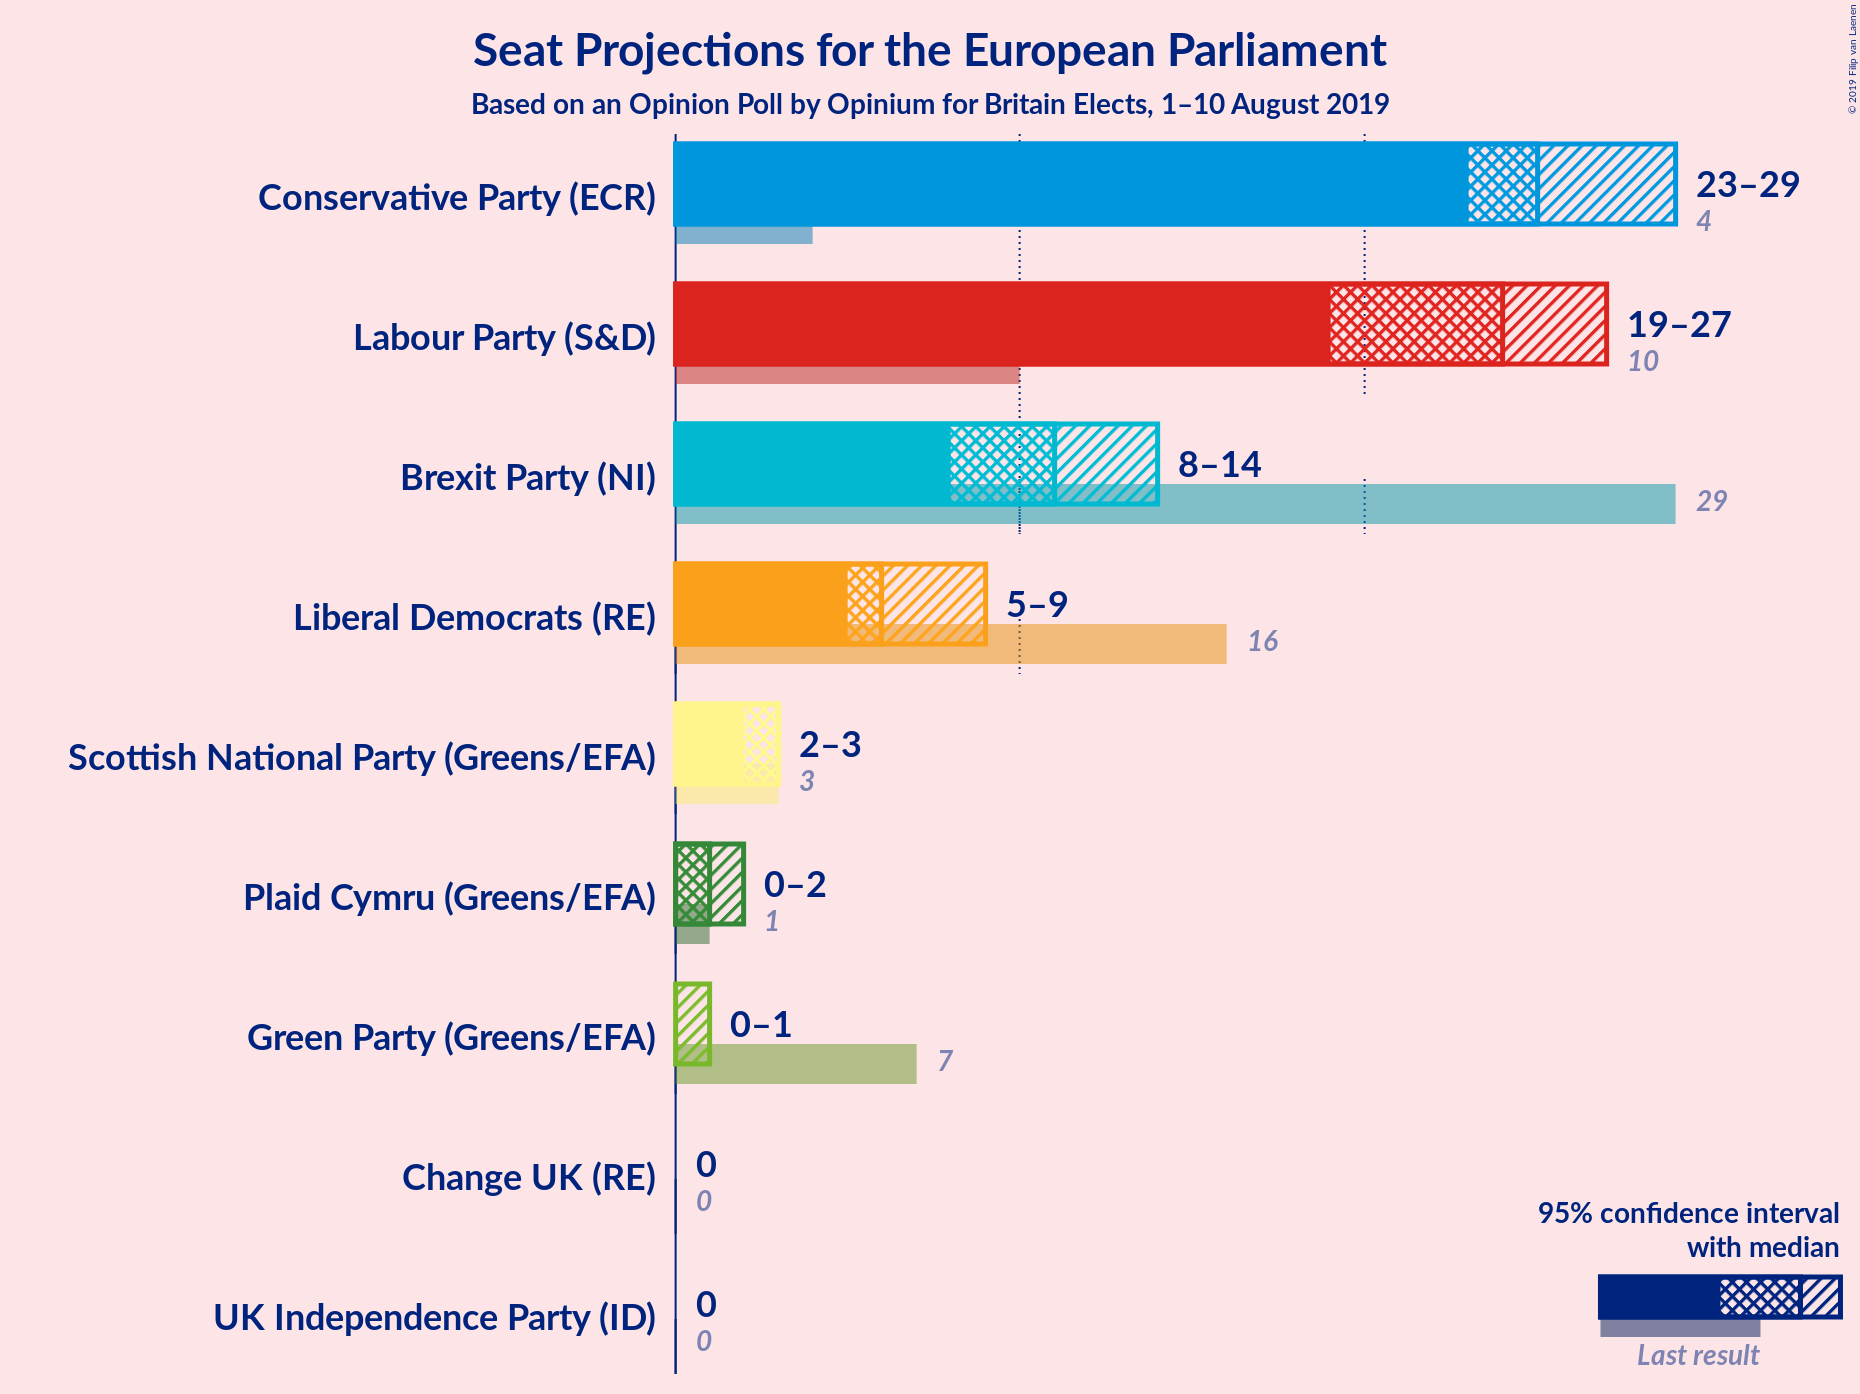 Seat Projections for the European Parliament
Based on an Opinion Poll by Opinium for Britain Elects, 1–10 August 2019
© 2019 Filip van Laenen
Conservative Party (ECR)
23–29
4
Labour Party (S&D)
19–27
10
Brexit Party (NI)
8–14
29
Liberal Democrats (RE)
5–9
16
Scottish National Party (Greens/EFA)
2–3
3
Plaid Cymru (Greens/EFA)
0–2
1
Green Party (Greens/EFA)
0–1
7
Change UK (RE)
0
0
UK Independence Party (ID)
0
0
95% confidence interval
with median
Last result